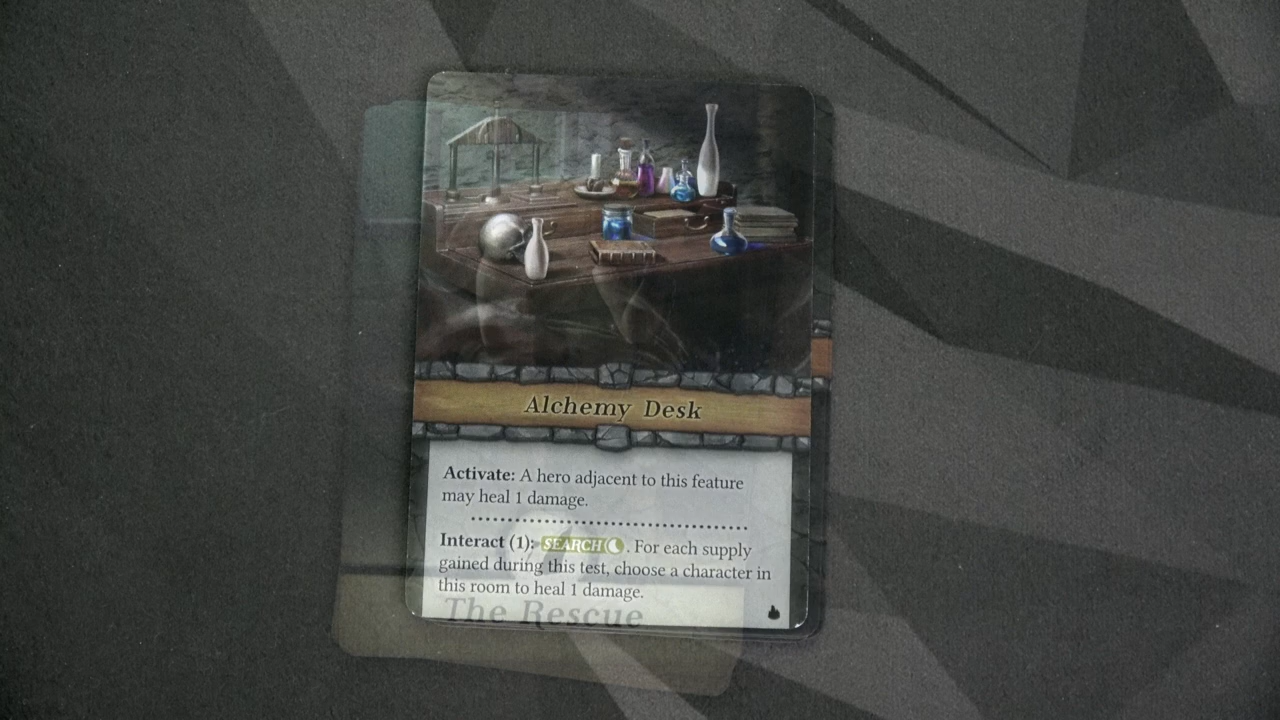 Alchemy Desk
Activate: A hero adjacent to this feature
may heal 1 damage.
Interact (1): SEARCH. For each supply
gained during this test, choose a character in
this room to heal 1 damage.
The Rescue